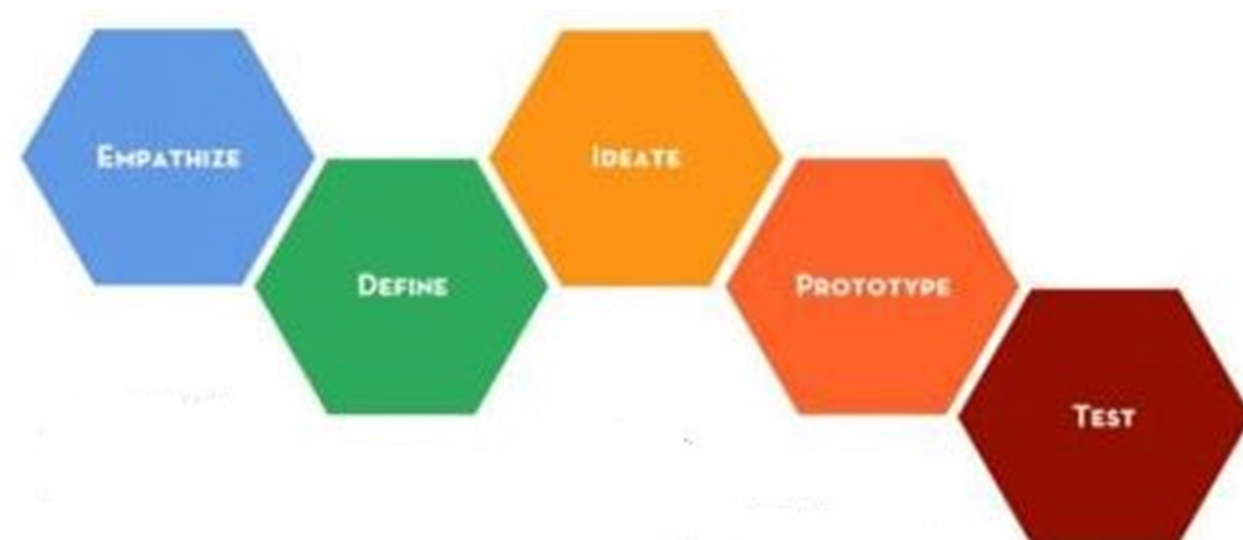 EMPATHIZE
DEFINE
IDEATE
PROTOTYPE
TEST